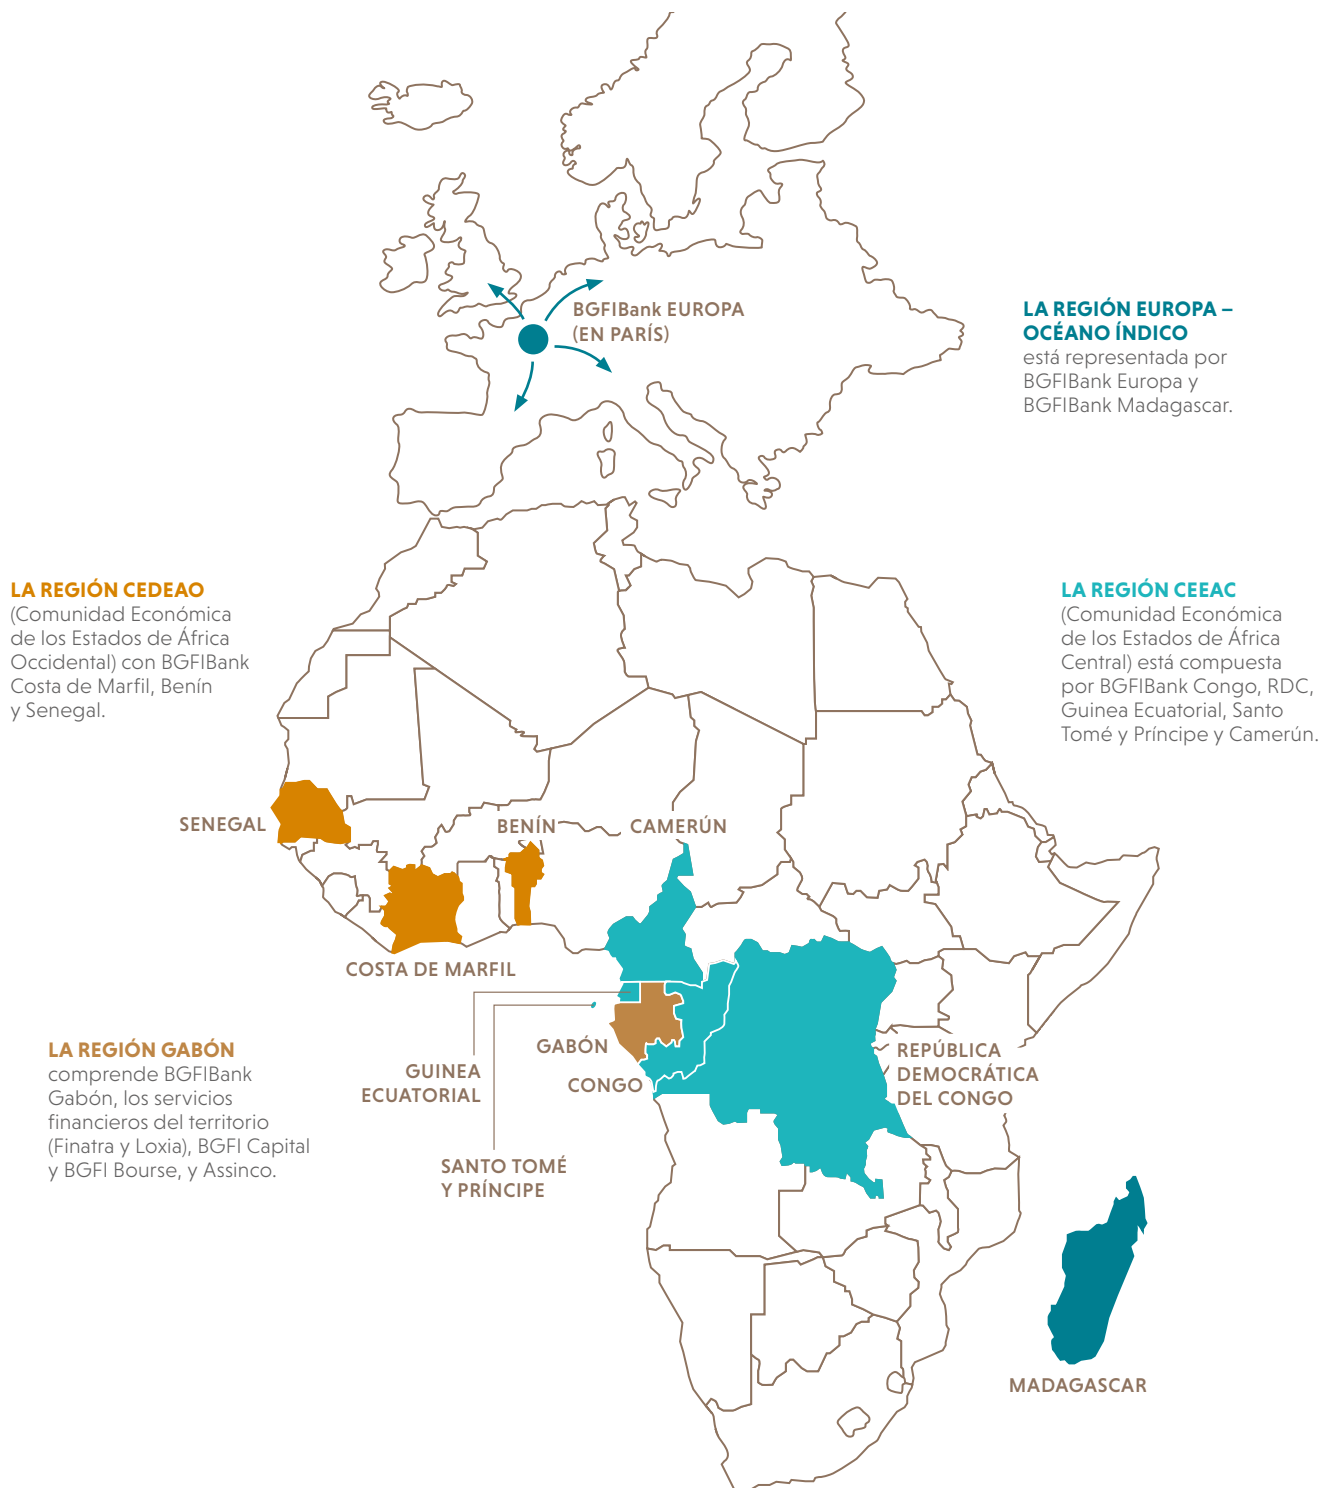 BGFIBank EUROPA
(EN PARÍS)
LA REGIÓN EUROPA –
OCÉANO ÍNDICO
está representada por
BGFIBank Europa y
BGFIBank Madagascar.
LA REGIÓN CEDEAO
(Comunidad Económica
de los Estados de África
Occidental) con BGFIBank
Costa de Marfil, Benín
y Senegal.
LA REGIÓN CEEAC
(Comunidad Económica
de los Estados de África
Central) está compuesta
por BGFIBank Congo, RDC,
Guinea Ecuatorial, Santo
Tomé y Príncipe y Camerún.
SENEGAL
BENÍN
CAMERÚN
COSTA DE MARFIL
LA REGIÓN GABÓN
comprende BGFIBank
Gabón, los servicios
financieros del territorio
(Finatra y Loxia), BGFI Capital
y BGFI Bourse, y Assinco.
GABÓN
GUINEA
ECUATORIAL
CONGO
REPÚBLICA
DEMOCRÁTICA
DEL CONGO
SANTO TOMÉ
Y PRÍNCIPE
MADAGASCAR